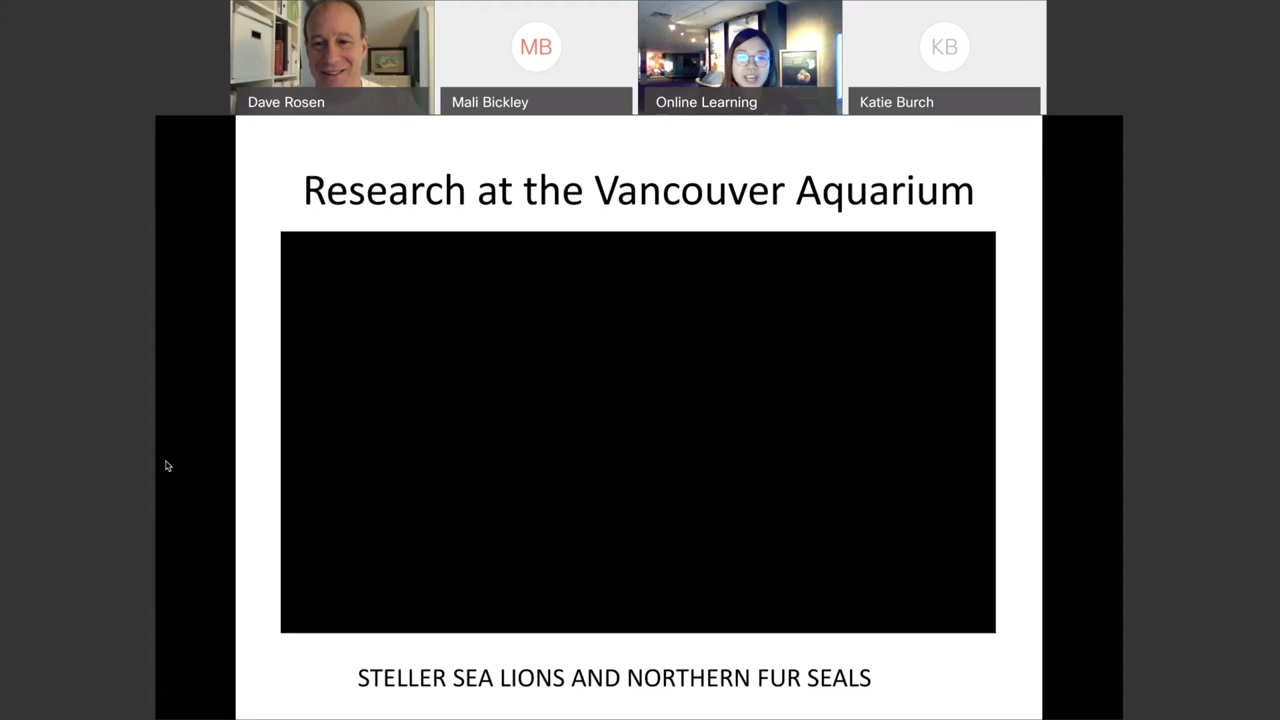 MB
KB
Dave Rosen
Mali Bickley
Online Learning
Katie Burch
Research at the Vancouver Aquarium
STELLER SEA LIONS AND NORTHERN FUR SEALS